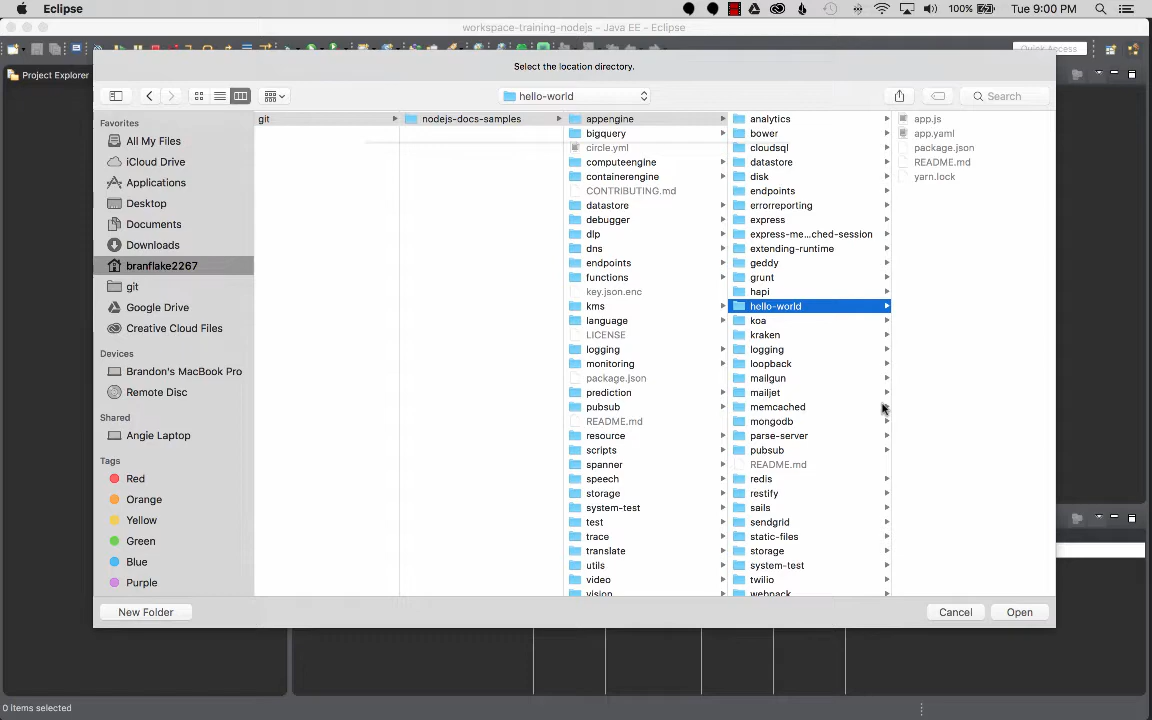 Eclipse
100%
Tue 9:00 PM
workspace-training-nodejs – Java EE – Eclipse
Quick Access
Project Explorer
Select the location directory.
hello-world
Search
Favorites
All My Files
iCloud Drive
Applications
Desktop
Documents
Downloads
branflake2267
git
Google Drive
Creative Cloud Files
Devices
Brandon's MacBook Pro
Remote Disc
Shared
Angie Laptop
Tags
Red
Orange
Yellow
Green
Blue
Purple
git
nodejs-docs-samples
appengine
bigquery
circle.yml
computeengine
containerengine
CONTRIBUTING.md
datastore
debugger
dlp
dns
endpoints
functions
key.json.enc
kms
language
LICENSE
logging
monitoring
package.json
prediction
pubsub
README.md
resource
scripts
spanner
speech
storage
system-test
test
trace
translate
utils
video
vision
analytics
bower
cloudsql
datastore
disk
endpoints
errorreporting
express
express-me...ched-session
extending-runtime
geddy
grunt
hapi
hello-world
koa
kraken
logging
loopback
mailgun
mailjet
memcached
mongodb
parse-server
pubsub
README.md
redis
restify
sails
sendgrid
static-files
storage
system-test
twilio
webpack
app.js
app.yaml
package.json
README.md
yarn.lock
New Folder
Cancel
Open
0 items selected